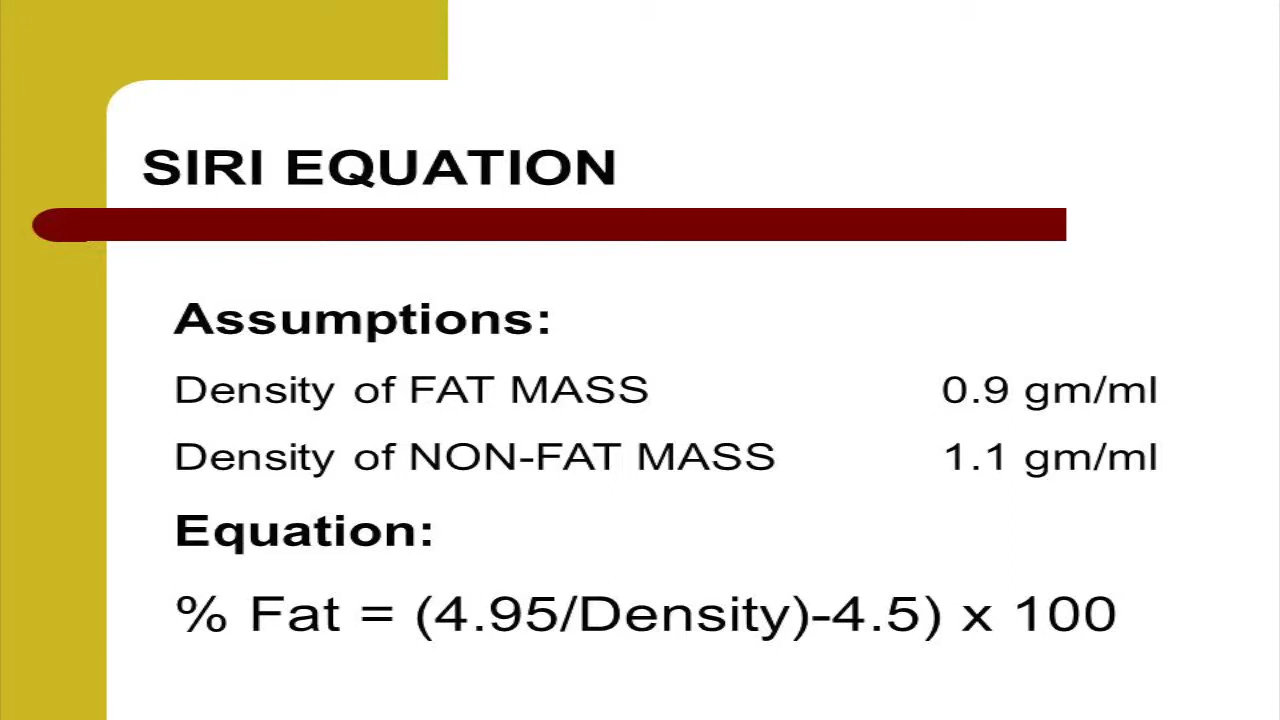 SIRI EQUATION
Assumptions:
Density of FAT MASS 0.9 gm/ml
Density of NON-FAT MASS 1.1 gm/ml
Equation:
% Fat = (4.95/Density)-4.5) x 100